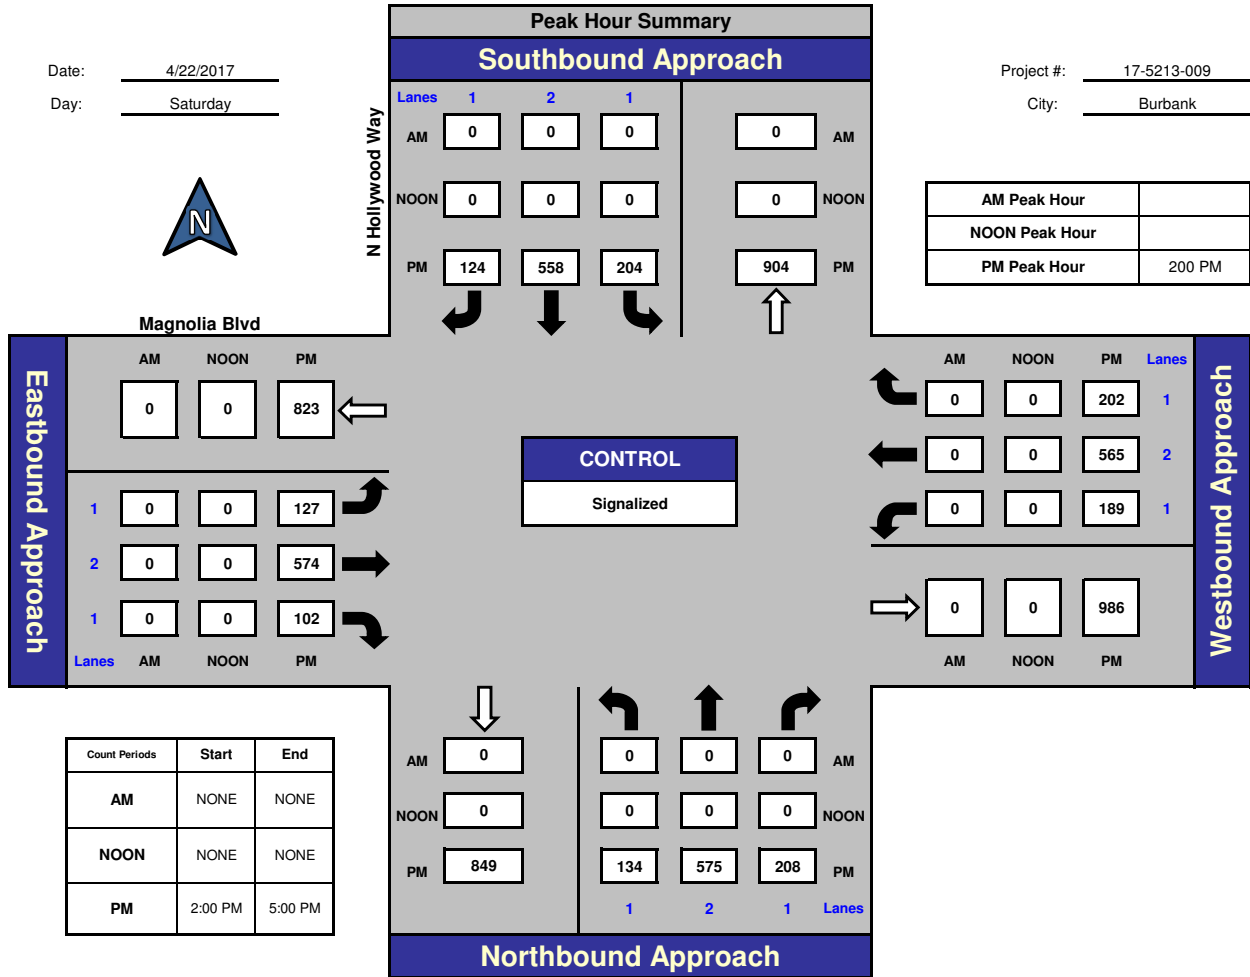 Peak Hour Summary
Southbound Approach
Date: 4/22/2017
Project #: 17-5213-009
Day: Saturday
City: Burbank
N Hollywood Way
Lanes 1 2 1
AM 0 0 0 0 AM
NOON 0 0 0 0 NOON
PM 124 558 204 904 PM
N
AM Peak Hour
NOON Peak Hour
PM Peak Hour 200 PM
Magnolia Blvd
Eastbound Approach
AM NOON PM
0 0 823
1 0 0 127
2 0 0 574
1 0 0 102
Lanes AM NOON PM
CONTROL
Signalized
AM NOON PM Lanes
0 0 202 1
0 0 565 2
0 0 189 1
0 0 986
AM NOON PM
Westbound Approach
Count Periods Start End
AM NONE NONE
NOON NONE NONE
PM 2:00 PM 5:00 PM
AM 0 0 0 0 AM
NOON 0 0 0 0 NOON
PM 849 134 575 208 PM
1 2 1 Lanes
Northbound Approach